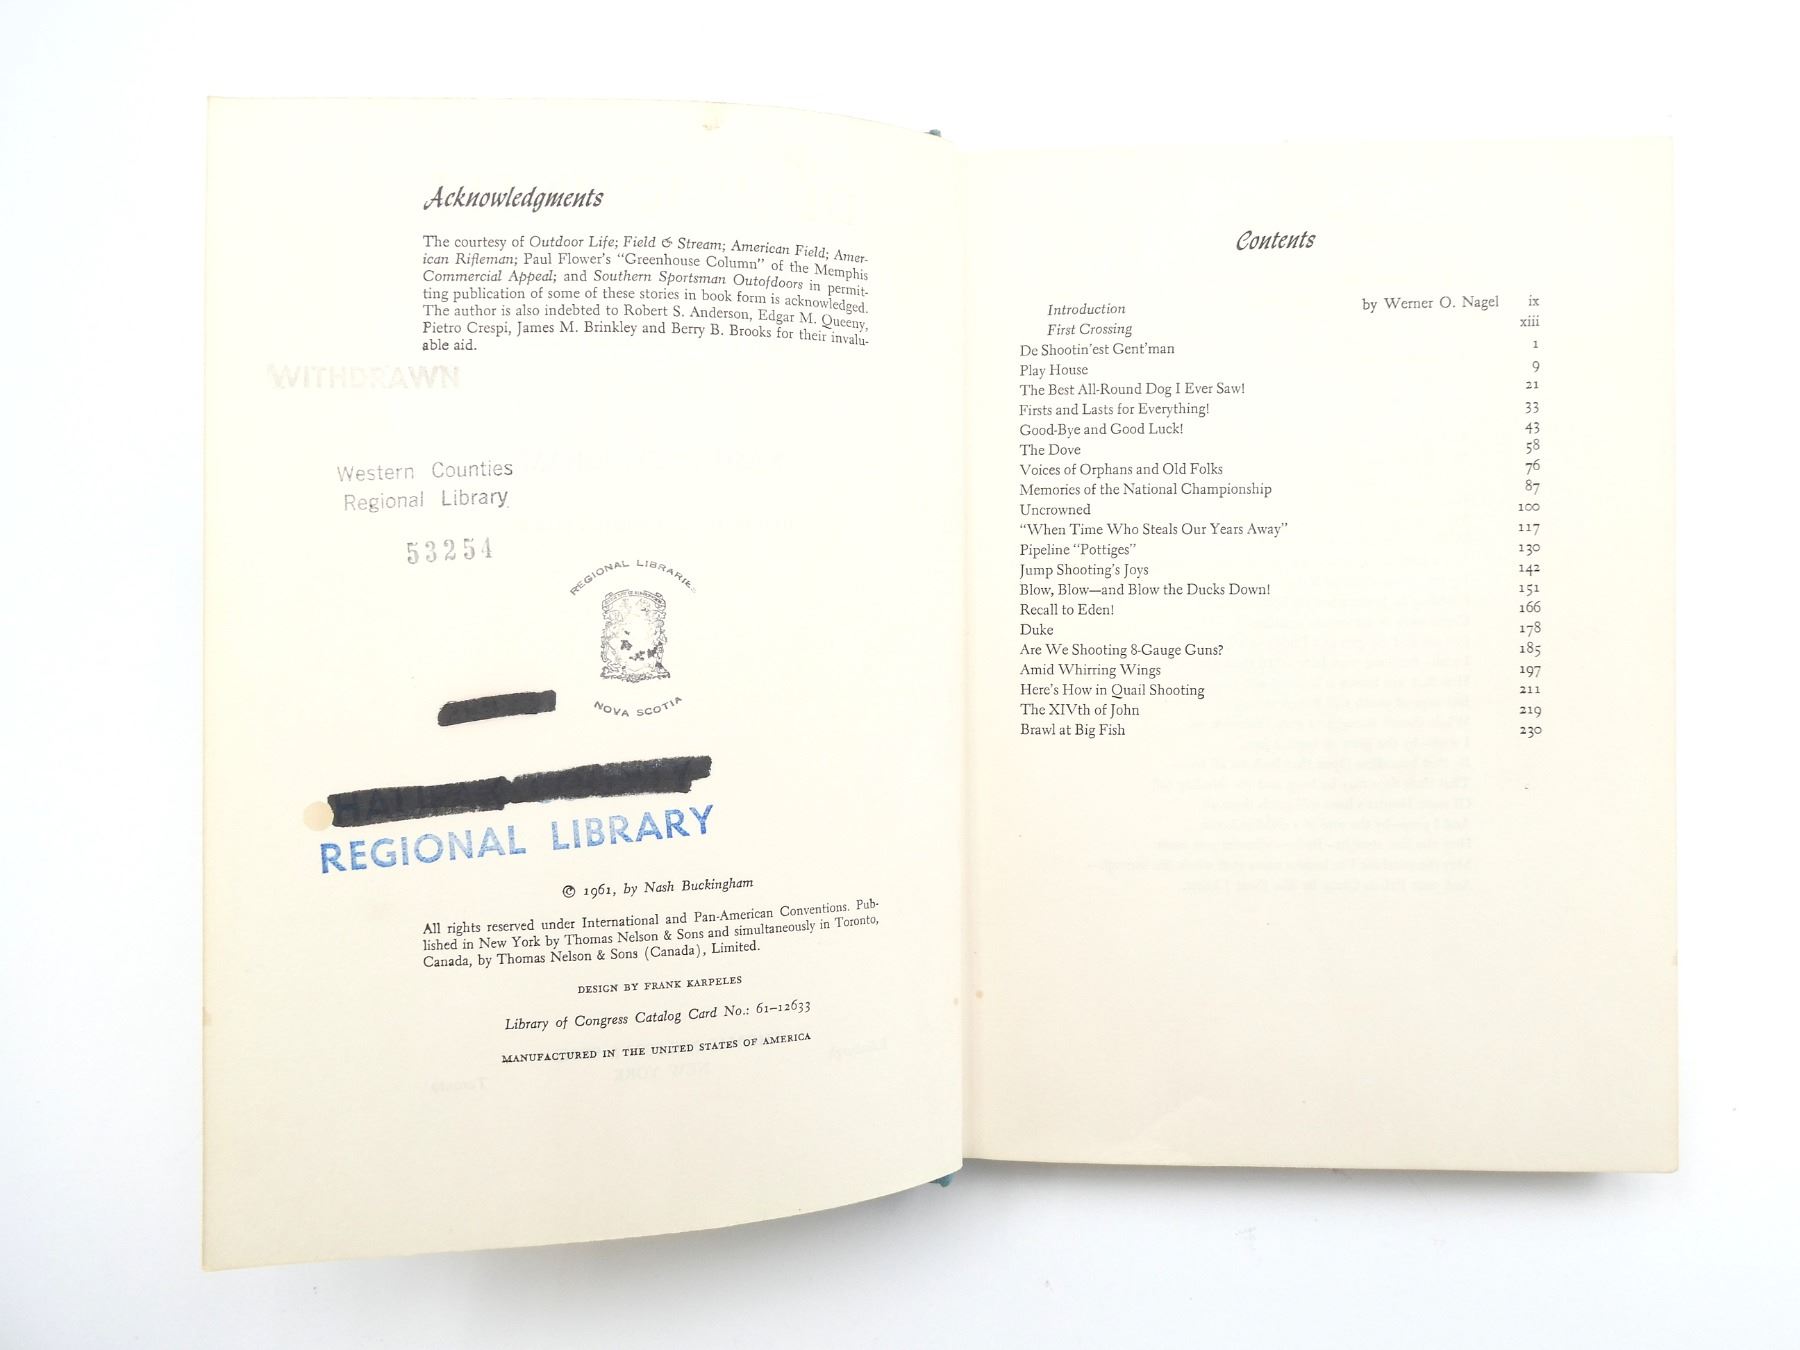 Acknowledgments
The courtesy of Outdoor Life; Field & Stream; American Field; Amer-
ican Rifleman; Paul Flower's "Greenhouse Column" of the Memphis
Commercial Appeal; and Southern Sportsman Outofdoors in permit-
ting publication of some of these stories in book form is acknowledged.
The author is also indebted to Robert S. Anderson, Edgar M. Queeny,
Pietro Crespi, James M. Brinkley and Berry B. Brooks for their invalu-
able aid.
WITHDRAWN
Western Counties
Regional Library
53254
REGIONAL LIBRARIES
NOVA SCOTIA
REGIONAL LIBRARY
© 1961, by Nash Buckingham
All rights reserved under International and Pan-American Conventions. Pub-
lished in New York by Thomas Nelson & Sons and simultaneously in Toronto,
Canada, by Thomas Nelson & Sons (Canada), Limited.
DESIGN BY FRANK KARPELES
Library of Congress Catalog Card No.: 61-12633
MANUFACTURED IN THE UNITED STATES OF AMERICA
Contents
Introduction by Werner O. Nagel ix
First Crossing xiii
De Shootin'est Gent'man 1
Play House 9
The Best All-Round Dog I Ever Saw! 21
Firsts and Lasts for Everything! 33
Good-Bye and Good Luck! 43
The Dove 58
Voices of Orphans and Old Folks 76
Memories of the National Championship 87
Uncrowned 100
"When Time Who Steals Our Years Away" 117
Pipeline "Pottiges" 130
Jump Shooting's Joys 142
Blow, Blow—and Blow the Ducks Down! 151
Recall to Eden! 166
Duke 178
Are We Shooting 8-Gauge Guns? 185
Amid Whirring Wings 197
Here's How in Quail Shooting 211
The XIVth of John 219
Brawl at Big Fish 230